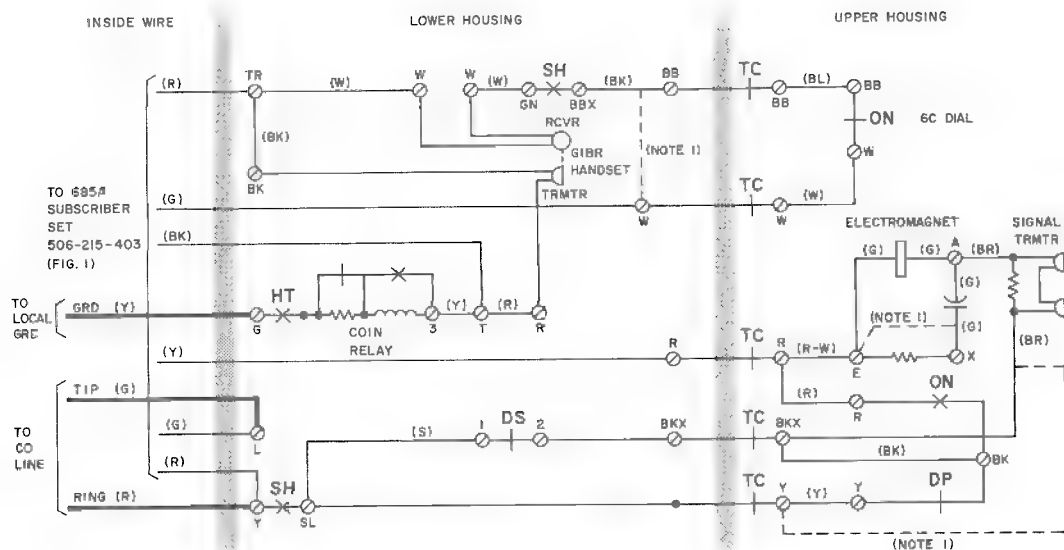 INSIDE WIRE
LOWER HOUSING
UPPER HOUSING
(R)
TR
(W)
W
W
(W)
GN
SH
BBX
(BK)
BB
TC
BB
(BL)
BB
ON
6C DIAL
W
(BK)
BK
RCVR
G1BR
HANDSET
TRMTR
(NOTE 1)
TO 685A
SUBSCRIBER
SET
506-215-403
(FIG. 1)
(G)
W
TC
W
(W)
(BK)
ELECTROMAGNET
SIGNAL
TRMTR
(G)
(G)
A
(BR)
(G)
(NOTE 1)
(G)
(BR)
TO
LOCAL
GRE
GRD
(Y)
G
HT
COIN
RELAY
3
(Y)
T
(R)
R
(Y)
R
TC
R
(R-W)
E
X
(R)
R
ON
TO
CO
LINE
TIP
(G)
(G)
L
(S)
1
DS
2
BKX
TC
BKX
(BK)
BK
(R)
RING
(R)
Y
SH
SL
TC
Y
(Y)
Y
DP
(NOTE 1)